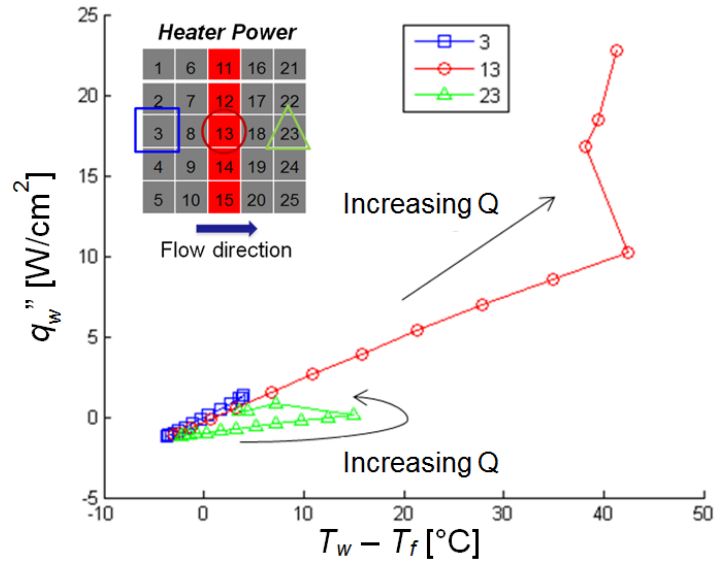 Heater Power
1 6 11 16 21
2 7 12 17 22
3 8 13 18 23
4 9 14 19 24
5 10 15 20 25
Flow direction
3
13
23
Increasing Q
Increasing Q
25
20
15
10
5
0
-5
q_w" [W/cm^2]
-10 0 10 20 30 40 50
T_w – T_f [°C]